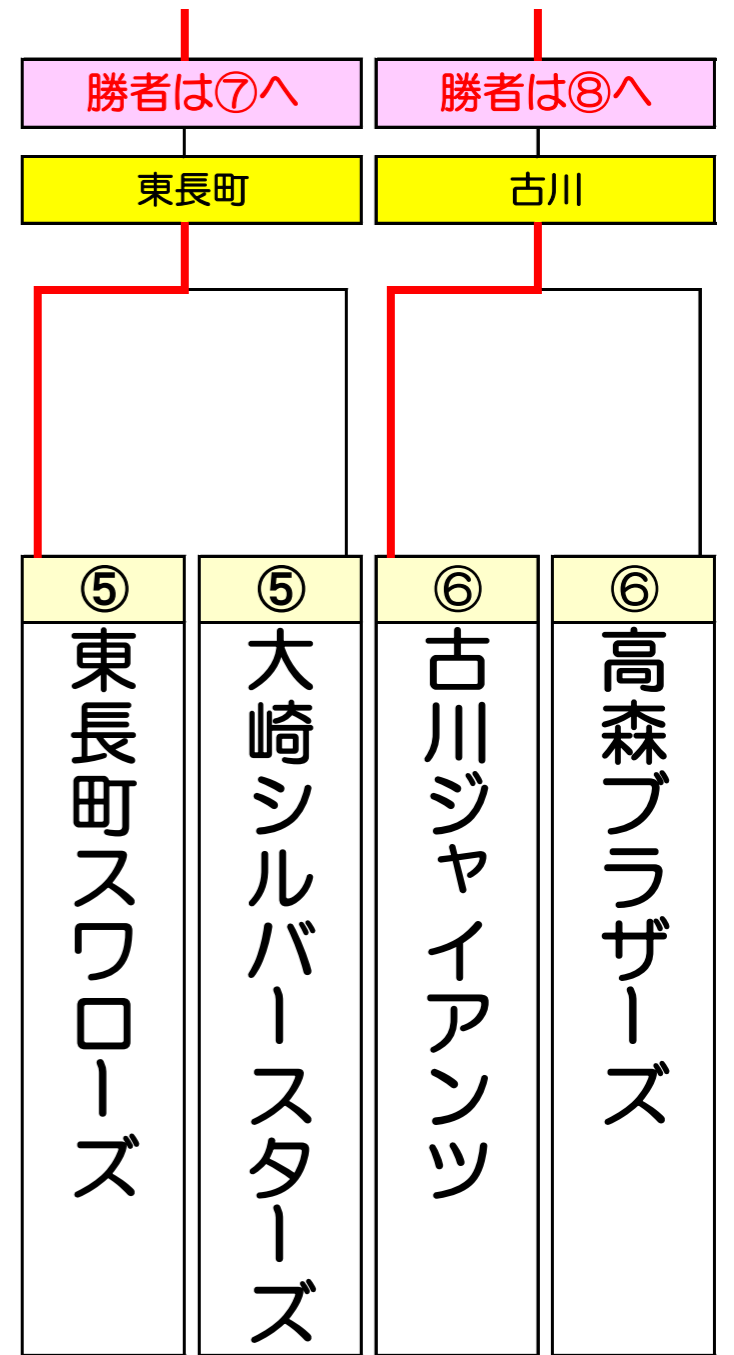 勝者は⑦へ
勝者は⑧へ
東長町
古川
⑤
⑤
⑥
⑥
東長町スワローズ
大崎シルバースターズ
古川ジャイアンツ
高森ブラザーズ